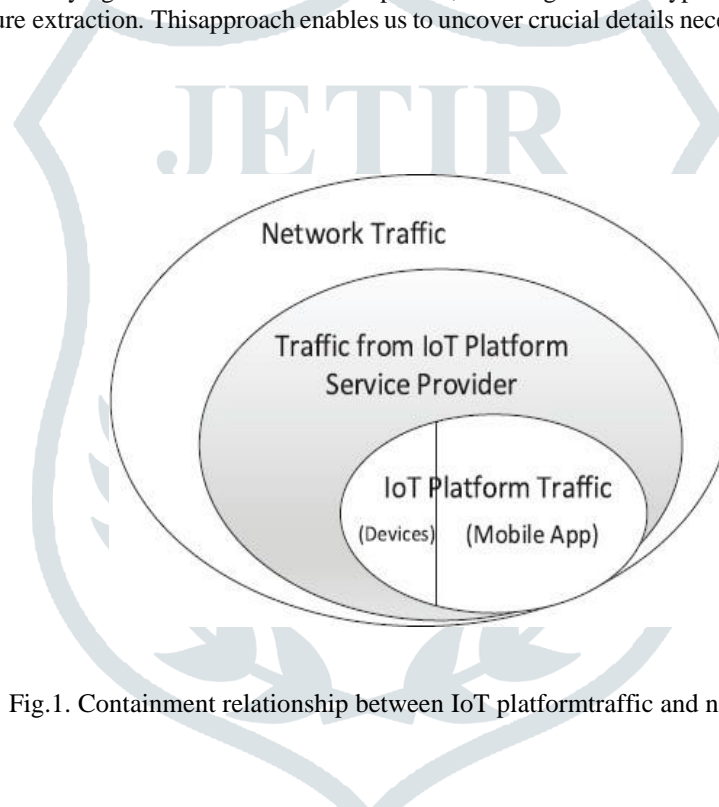 ure extraction. Thisapproach enables us to uncover crucial details nece
JETIR
Network Traffic
Traffic from IoT Platform
Service Provider
IoT Platform Traffic
(Devices) (Mobile App)
Fig.1. Containment relationship between IoT platformtraffic and n